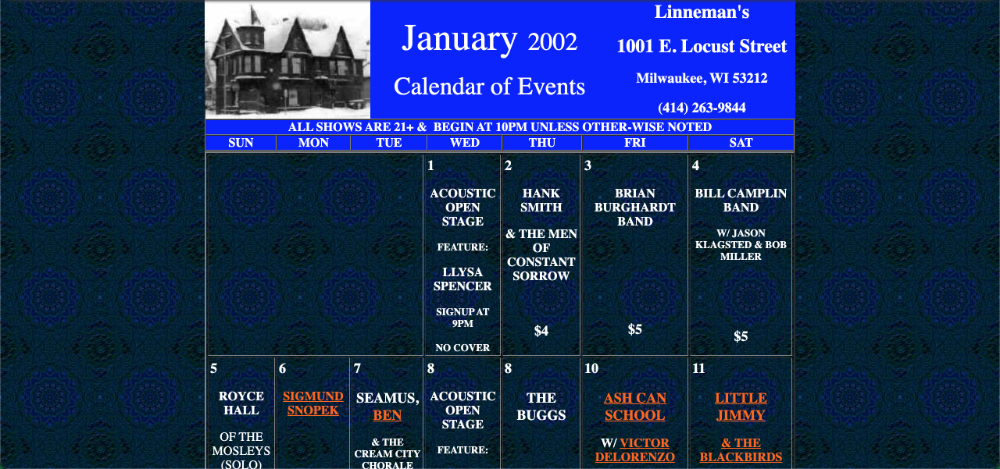 January 2002
Calendar of Events
Linneman's
1001 E. Locust Street
Milwaukee, WI 53212
(414) 263-9844
ALL SHOWS ARE 21+ & BEGIN AT 10PM UNLESS OTHER-WISE NOTED
SUN MON TUE WED THU FRI SAT
1
ACOUSTIC
OPEN
STAGE
FEATURE:
LLYSA
SPENCER
SIGNUP AT
9PM
NO COVER
2
HANK
SMITH
& THE MEN
OF
CONSTANT
SORROW
$4
3
BRIAN
BURGHARDT
BAND
$5
4
BILL CAMPLIN
BAND
W/ JASON
KLAGSTED & BOB
MILLER
$5
5
ROYCE
HALL
OF THE
MOSLEYS
(SOLO)
6
SIGMUND
SNOPEK
7
SEAMUS,
BEN
& THE
CREAM CITY
CHORALE
8
ACOUSTIC
OPEN
STAGE
FEATURE:
8
THE
BUGGS
10
ASH CAN
SCHOOL
W/ VICTOR
DELORENZO
11
LITTLE
JIMMY
& THE
BLACKBIRDS